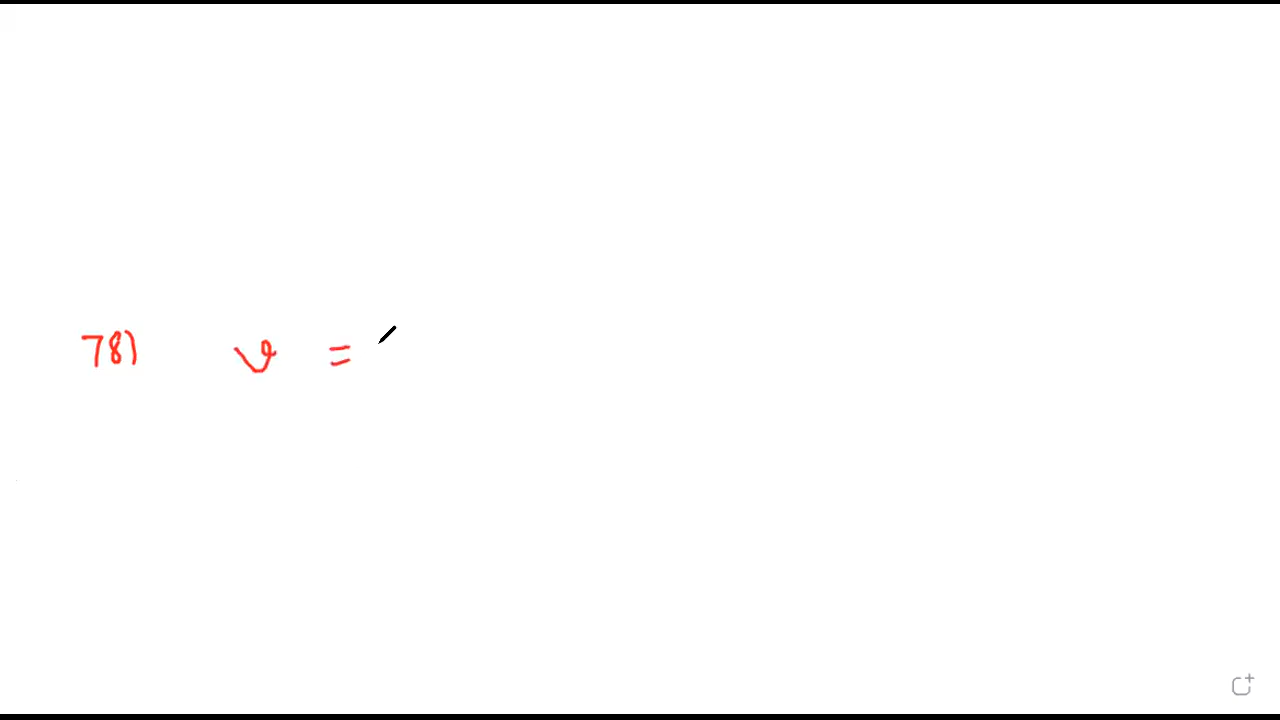 78) v =